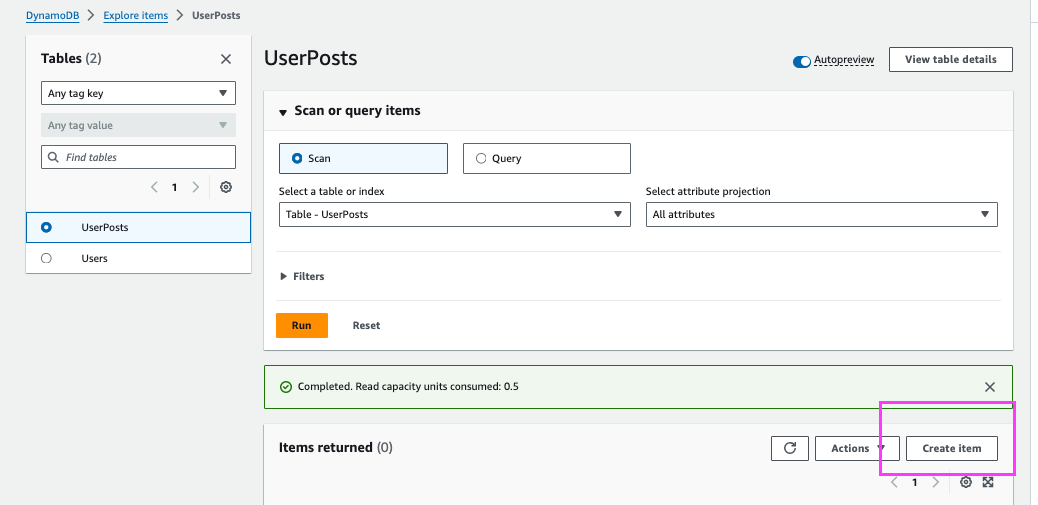 DynamoDB > Explore items > UserPosts
Tables (2)
Any tag key
Any tag value
Find tables
1
UserPosts
Users
UserPosts
Autopreview
View table details
Scan or query items
Scan
Query
Select a table or index
Select attribute projection
Table - UserPosts
All attributes
Filters
Run
Reset
Completed. Read capacity units consumed: 0.5
Items returned (0)
Actions
Create item
1